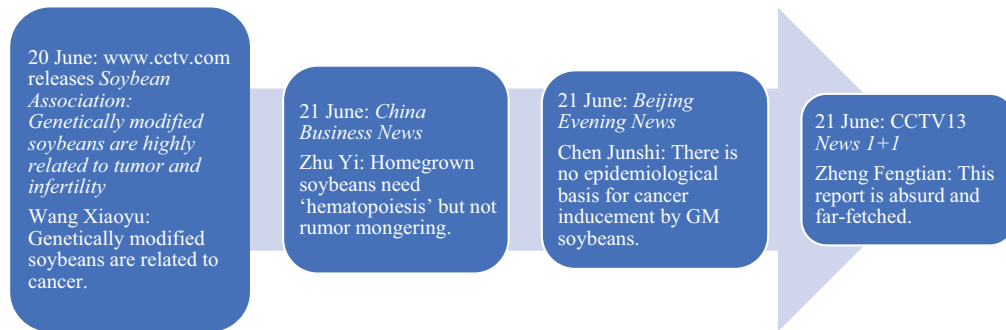 20 June: www.cctv.com
releases Soybean
Association:
Genetically modified
soybeans are highly
related to tumor and
infertility
Wang Xiaoyu:
Genetically modified
soybeans are related to
cancer.
21 June: China
Business News
Zhu Yi: Homegrown
soybeans need
‘hematopoiesis’ but not
rumor mongering.
21 June: Beijing
Evening News
Chen Junshi: There is
no epidemiological
basis for cancer
inducement by GM
soybeans.
21 June: CCTV13
News 1+1
Zheng Fengtian: This
report is absurd and
far-fetched.